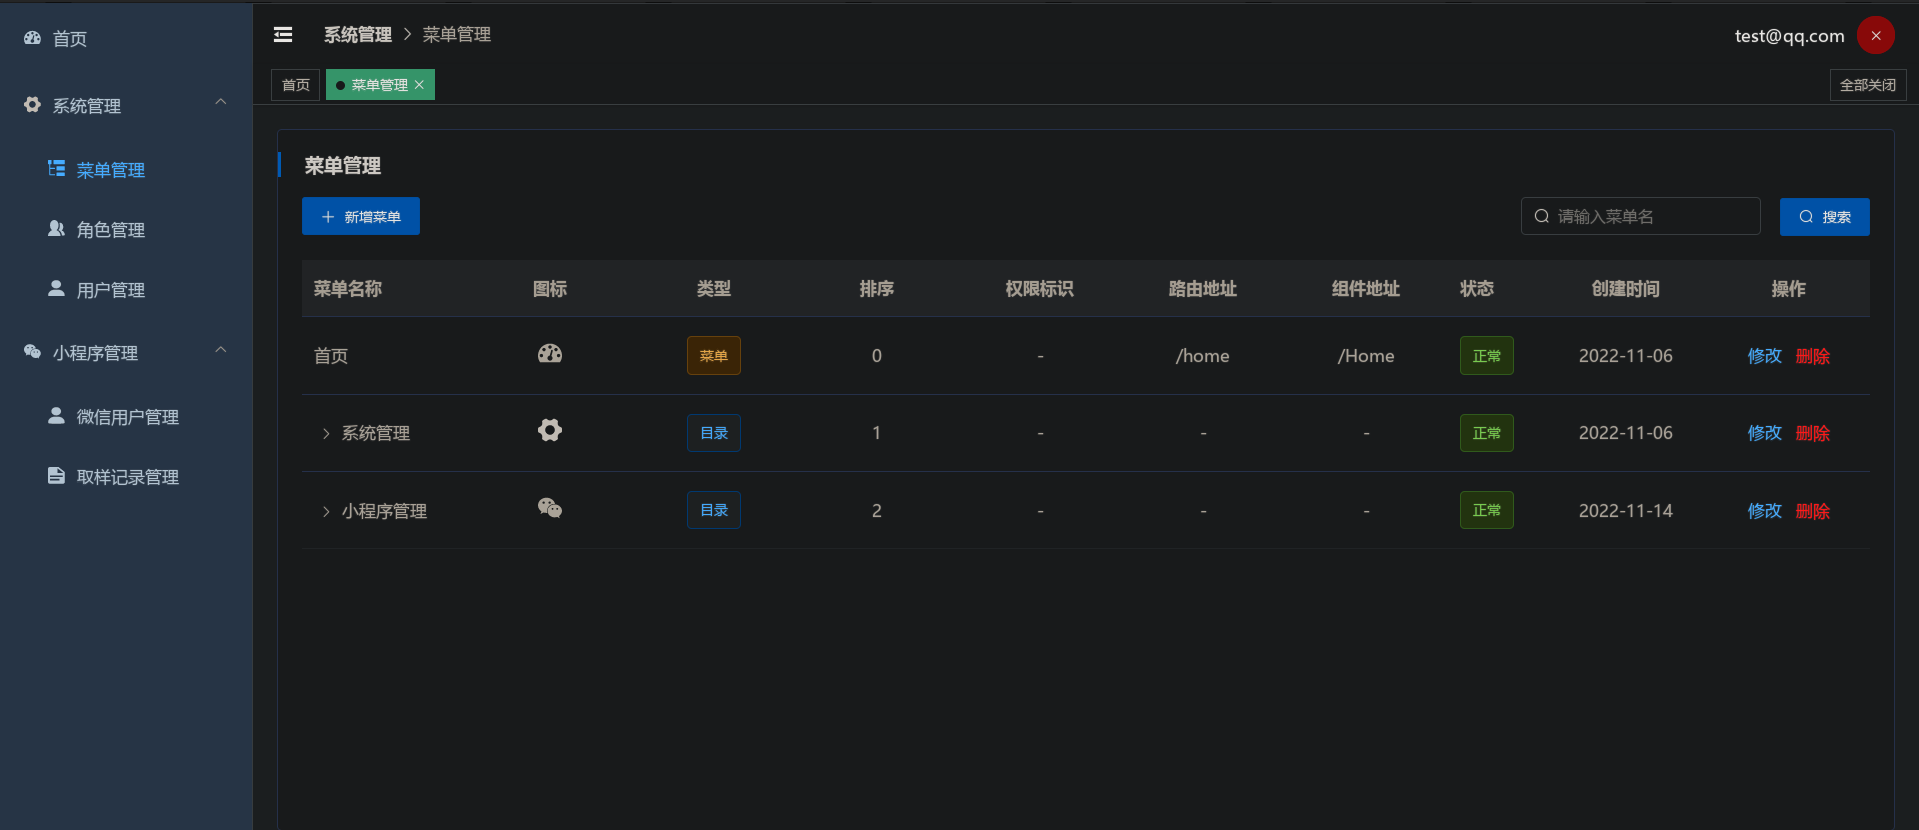 首页
系统管理
菜单管理
角色管理
用户管理
小程序管理
微信用户管理
取样记录管理
系统管理 > 菜单管理
test@qq.com
首页 菜单管理 全部关闭
菜单管理
新增菜单 请输入菜单名 搜索
菜单名称 图标 类型 排序 权限标识 路由地址 组件地址 状态 创建时间 操作
首页 菜单 0 - /home /Home 正常 2022-11-06 修改 删除
系统管理 目录 1 - - - 正常 2022-11-06 修改 删除
小程序管理 目录 2 - - - 正常 2022-11-14 修改 删除